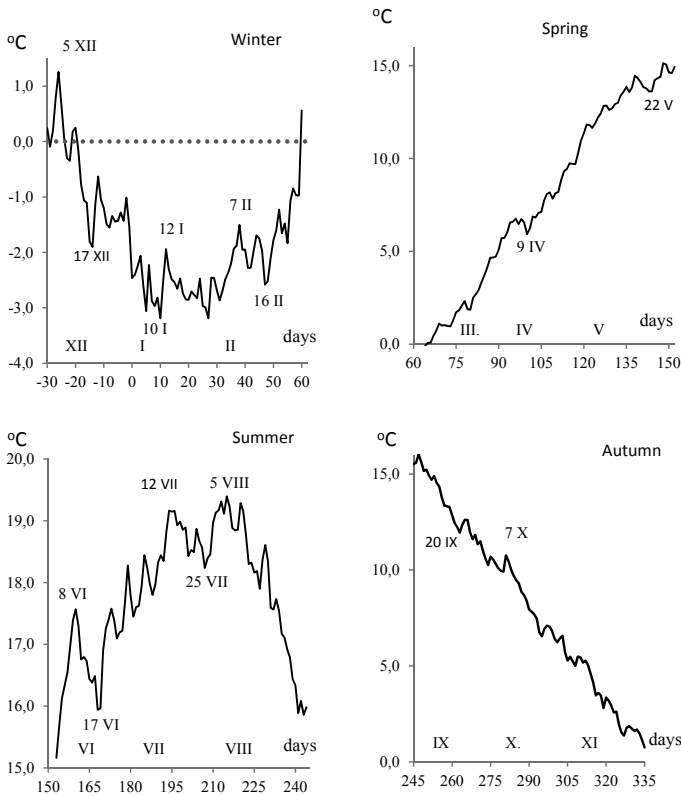 °C
Winter
5 XII
1,0
0,0
-1,0
-2,0
-3,0
-4,0
7 II
12 I
17 XII
16 II
10 I
days
XII I II
-30 -20 -10 0 10 20 30 40 50 60
°C
Spring
15,0
10,0
5,0
0,0
22 V
9 IV
III. IV V days
60 75 90 105 120 135 150
°C
Summer
20,0
19,0
18,0
17,0
16,0
15,0
12 VII
5 VIII
25 VII
8 VI
17 VI
VI VII VIII days
150 165 180 195 210 225 240
°C
Autumn
15,0
10,0
5,0
0,0
20 IX
7 X
IX X. XI days
245 260 275 290 305 320 335